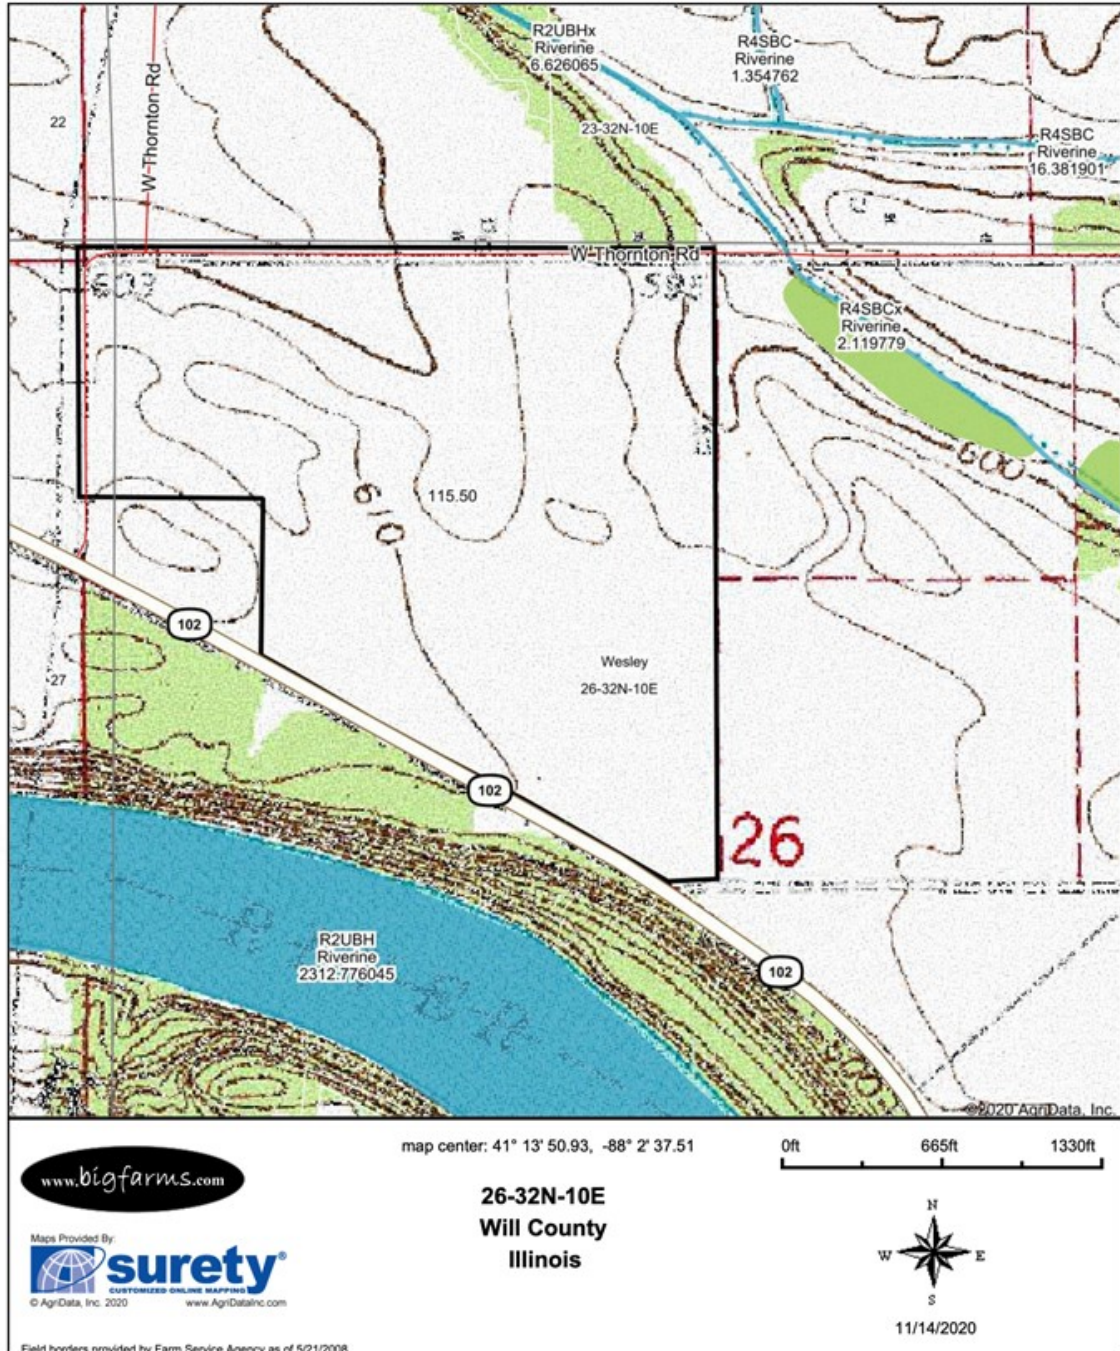 R2UBHx
Riverine
6.626065
R4SBC
Riverine
1.354762
R4SBC
Riverine
16.381901
22
W Thornton Rd
23-32N-10E
W Thornton Rd
R4SBCx
Riverine
2.119779
600
610
115.50
102
27
Wesley
26-32N-10E
102
26
R2UBH
Riverine
2312.776045
102
©2020 AgriData, Inc.
www.bigfarms.com
map center: 41° 13' 50.93, -88° 2' 37.51
0ft 665ft 1330ft
26-32N-10E
Will County
Illinois
Maps Provided By:
surety®
CUSTOMIZED ONLINE MAPPING
© AgriData, Inc. 2020 www.AgriDataInc.com
N
W E
S
11/14/2020
Field borders provided by Farm Service Agency as of 5/21/2008.